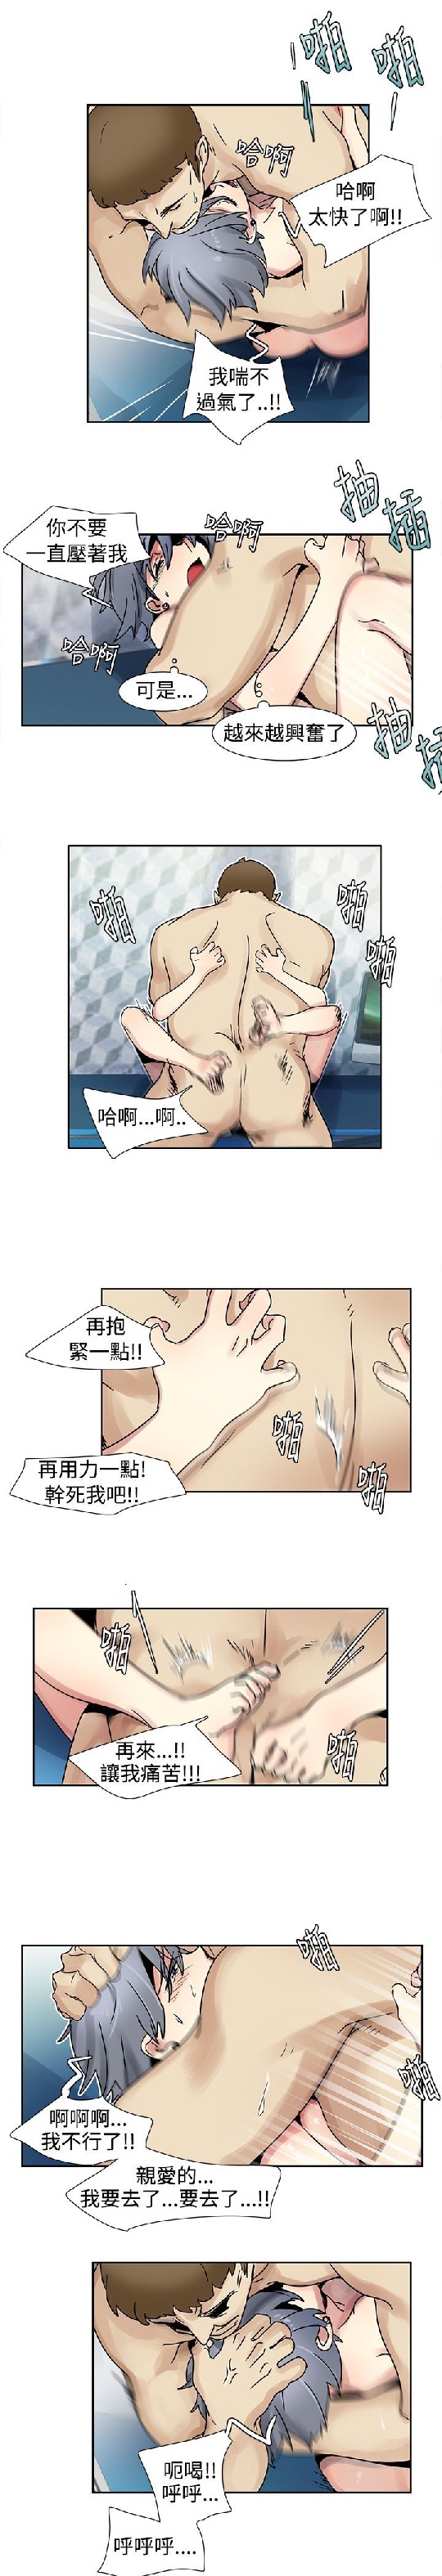 啪
啪
哈啊
哈啊
太快了啊!!
我喘不
過氣了..!!
抽
插
你不要
一直壓著我
哈啊
哈啊
可是...
越來越興奮了
抽
插
啪
啪
啪
哈啊...啊..
再抱
緊一點!!
啪
再用力一點!
幹死我吧!!
啪
啪
再來...!!
讓我痛苦!!!
啪
啪
啊啊啊...
我不行了!!
啪
親愛的...
我要去了...要去了...!!
呃喝!!
呼呼...
呼呼呼....